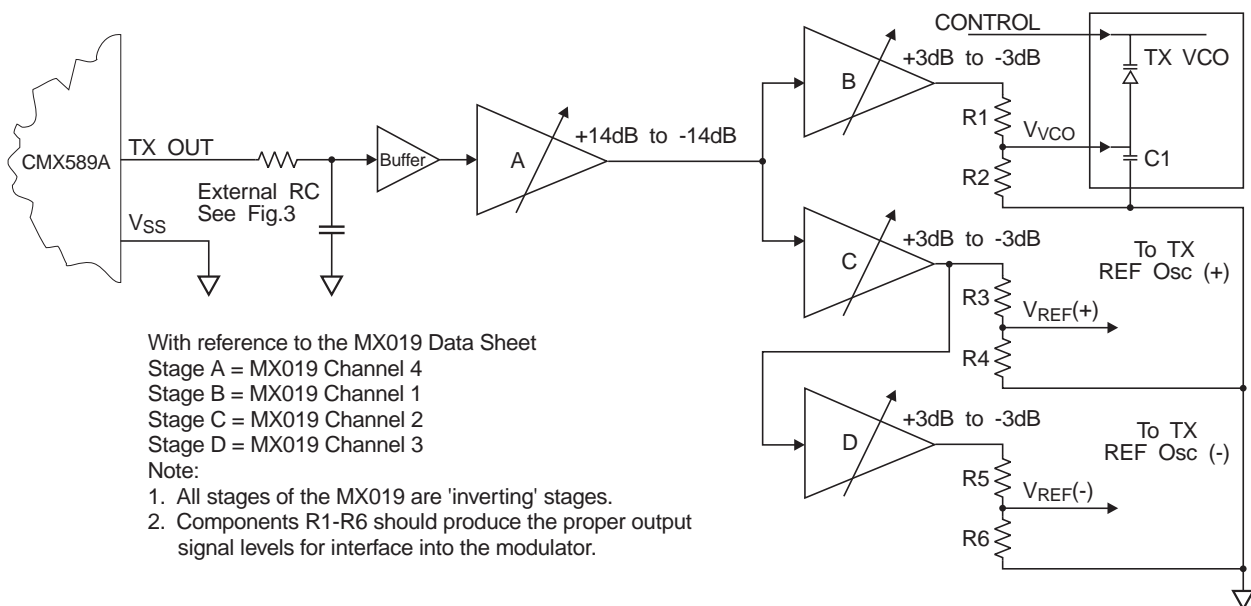 CONTROL
+3dB to -3dB
TX VCO
B
R1
TX OUT
+14dB to -14dB
VVCO
CMX589A
Buffer
A
C1
R2
External RC
See Fig.3
VSS
+3dB to -3dB
To TX
REF Osc (+)
C
R3
VREF(+)
R4
With reference to the MX019 Data Sheet
Stage A = MX019 Channel 4
Stage B = MX019 Channel 1
Stage C = MX019 Channel 2
Stage D = MX019 Channel 3
Note:
1. All stages of the MX019 are 'inverting' stages.
2. Components R1-R6 should produce the proper output
signal levels for interface into the modulator.
+3dB to -3dB
To TX
REF Osc (-)
D
R5
VREF(-)
R6